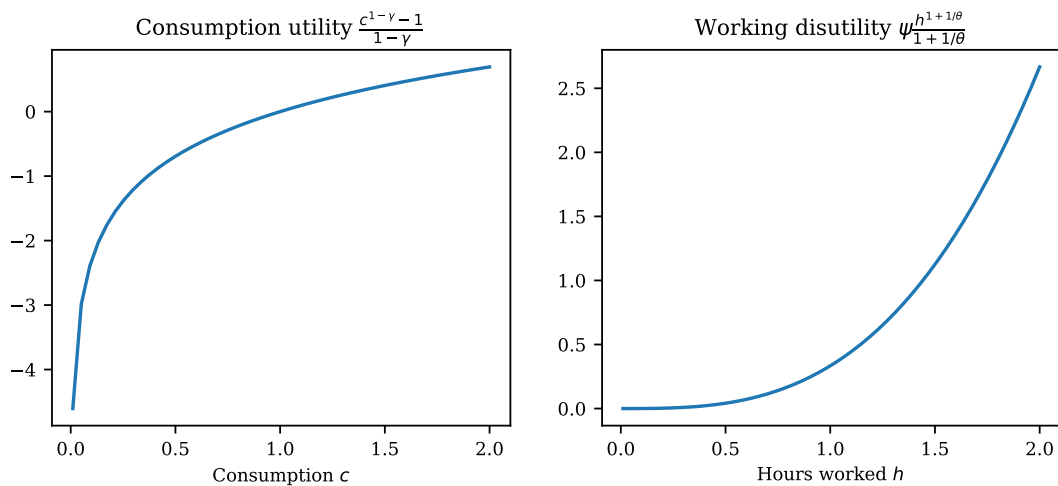 Consumption utility $\frac{c^{1-\gamma}-1}{1-\gamma}$
0
−1
−2
−3
−4
0.0 0.5 1.0 1.5 2.0
Consumption c
Working disutility $\psi\frac{h^{1+1/\theta}}{1+1/\theta}$
2.5
2.0
1.5
1.0
0.5
0.0
0.0 0.5 1.0 1.5 2.0
Hours worked h